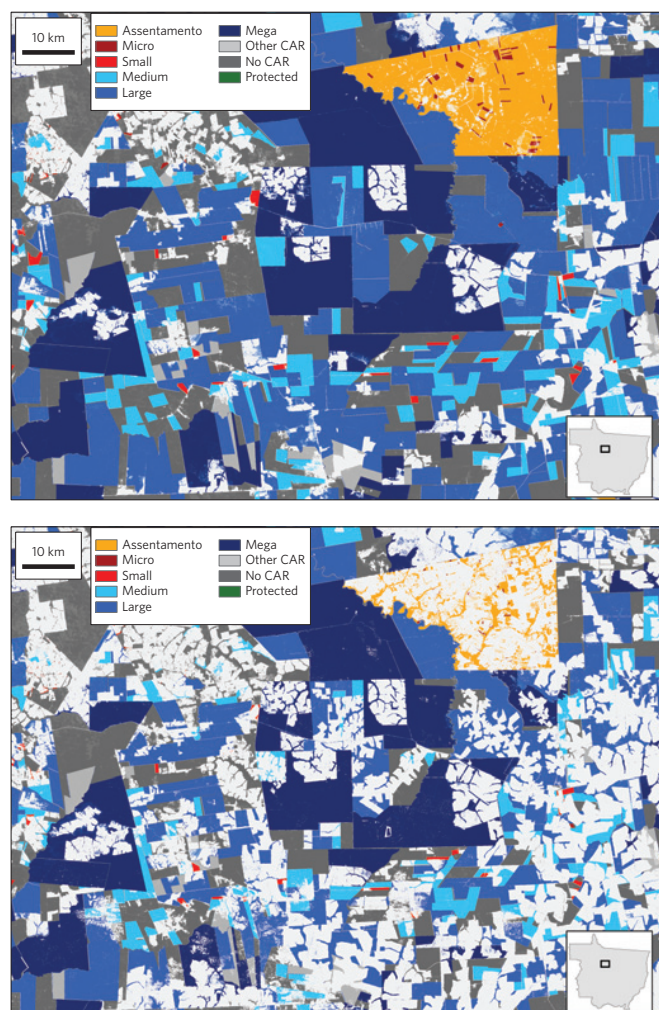 10 km
Assentamento
Micro
Small
Medium
Large
Mega
Other CAR
No CAR
Protected
10 km
Assentamento
Micro
Small
Medium
Large
Mega
Other CAR
No CAR
Protected